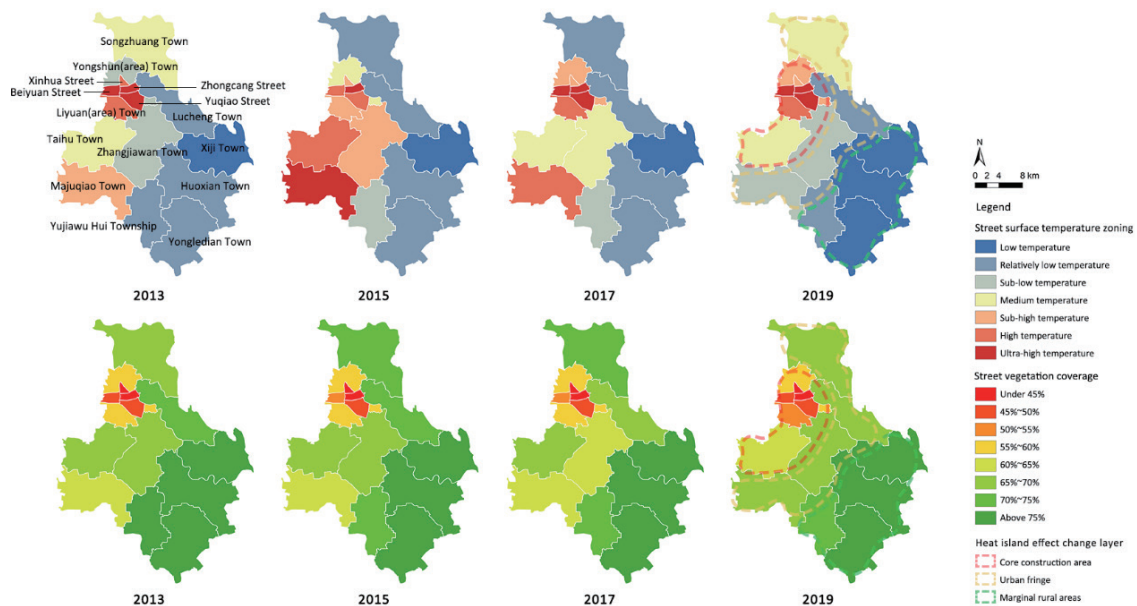 Songzhuang Town
Yongshun(area) Town
Xinhua Street
Zhongcang Street
Beiyuan Street
Yuqiao Street
Liyuan(area) Town
Lucheng Town
Taihu Town
Zhangjiawan Town
Xiji Town
Majuqiao Town
Huoxian Town
Yujiawu Hui Township
Yongledian Town
2013
2015
2017
2019
N
0 2 4 8 km
Legend
Street surface temperature zoning
Low temperature
Relatively low temperature
Sub-low temperature
Medium temperature
Sub-high temperature
High temperature
Ultra-high temperature
Street vegetation coverage
Under 45%
45%~50%
50%~55%
55%~60%
60%~65%
65%~70%
70%~75%
Above 75%
Heat island effect change layer
Core construction area
Urban fringe
Marginal rural areas
2013
2015
2017
2019